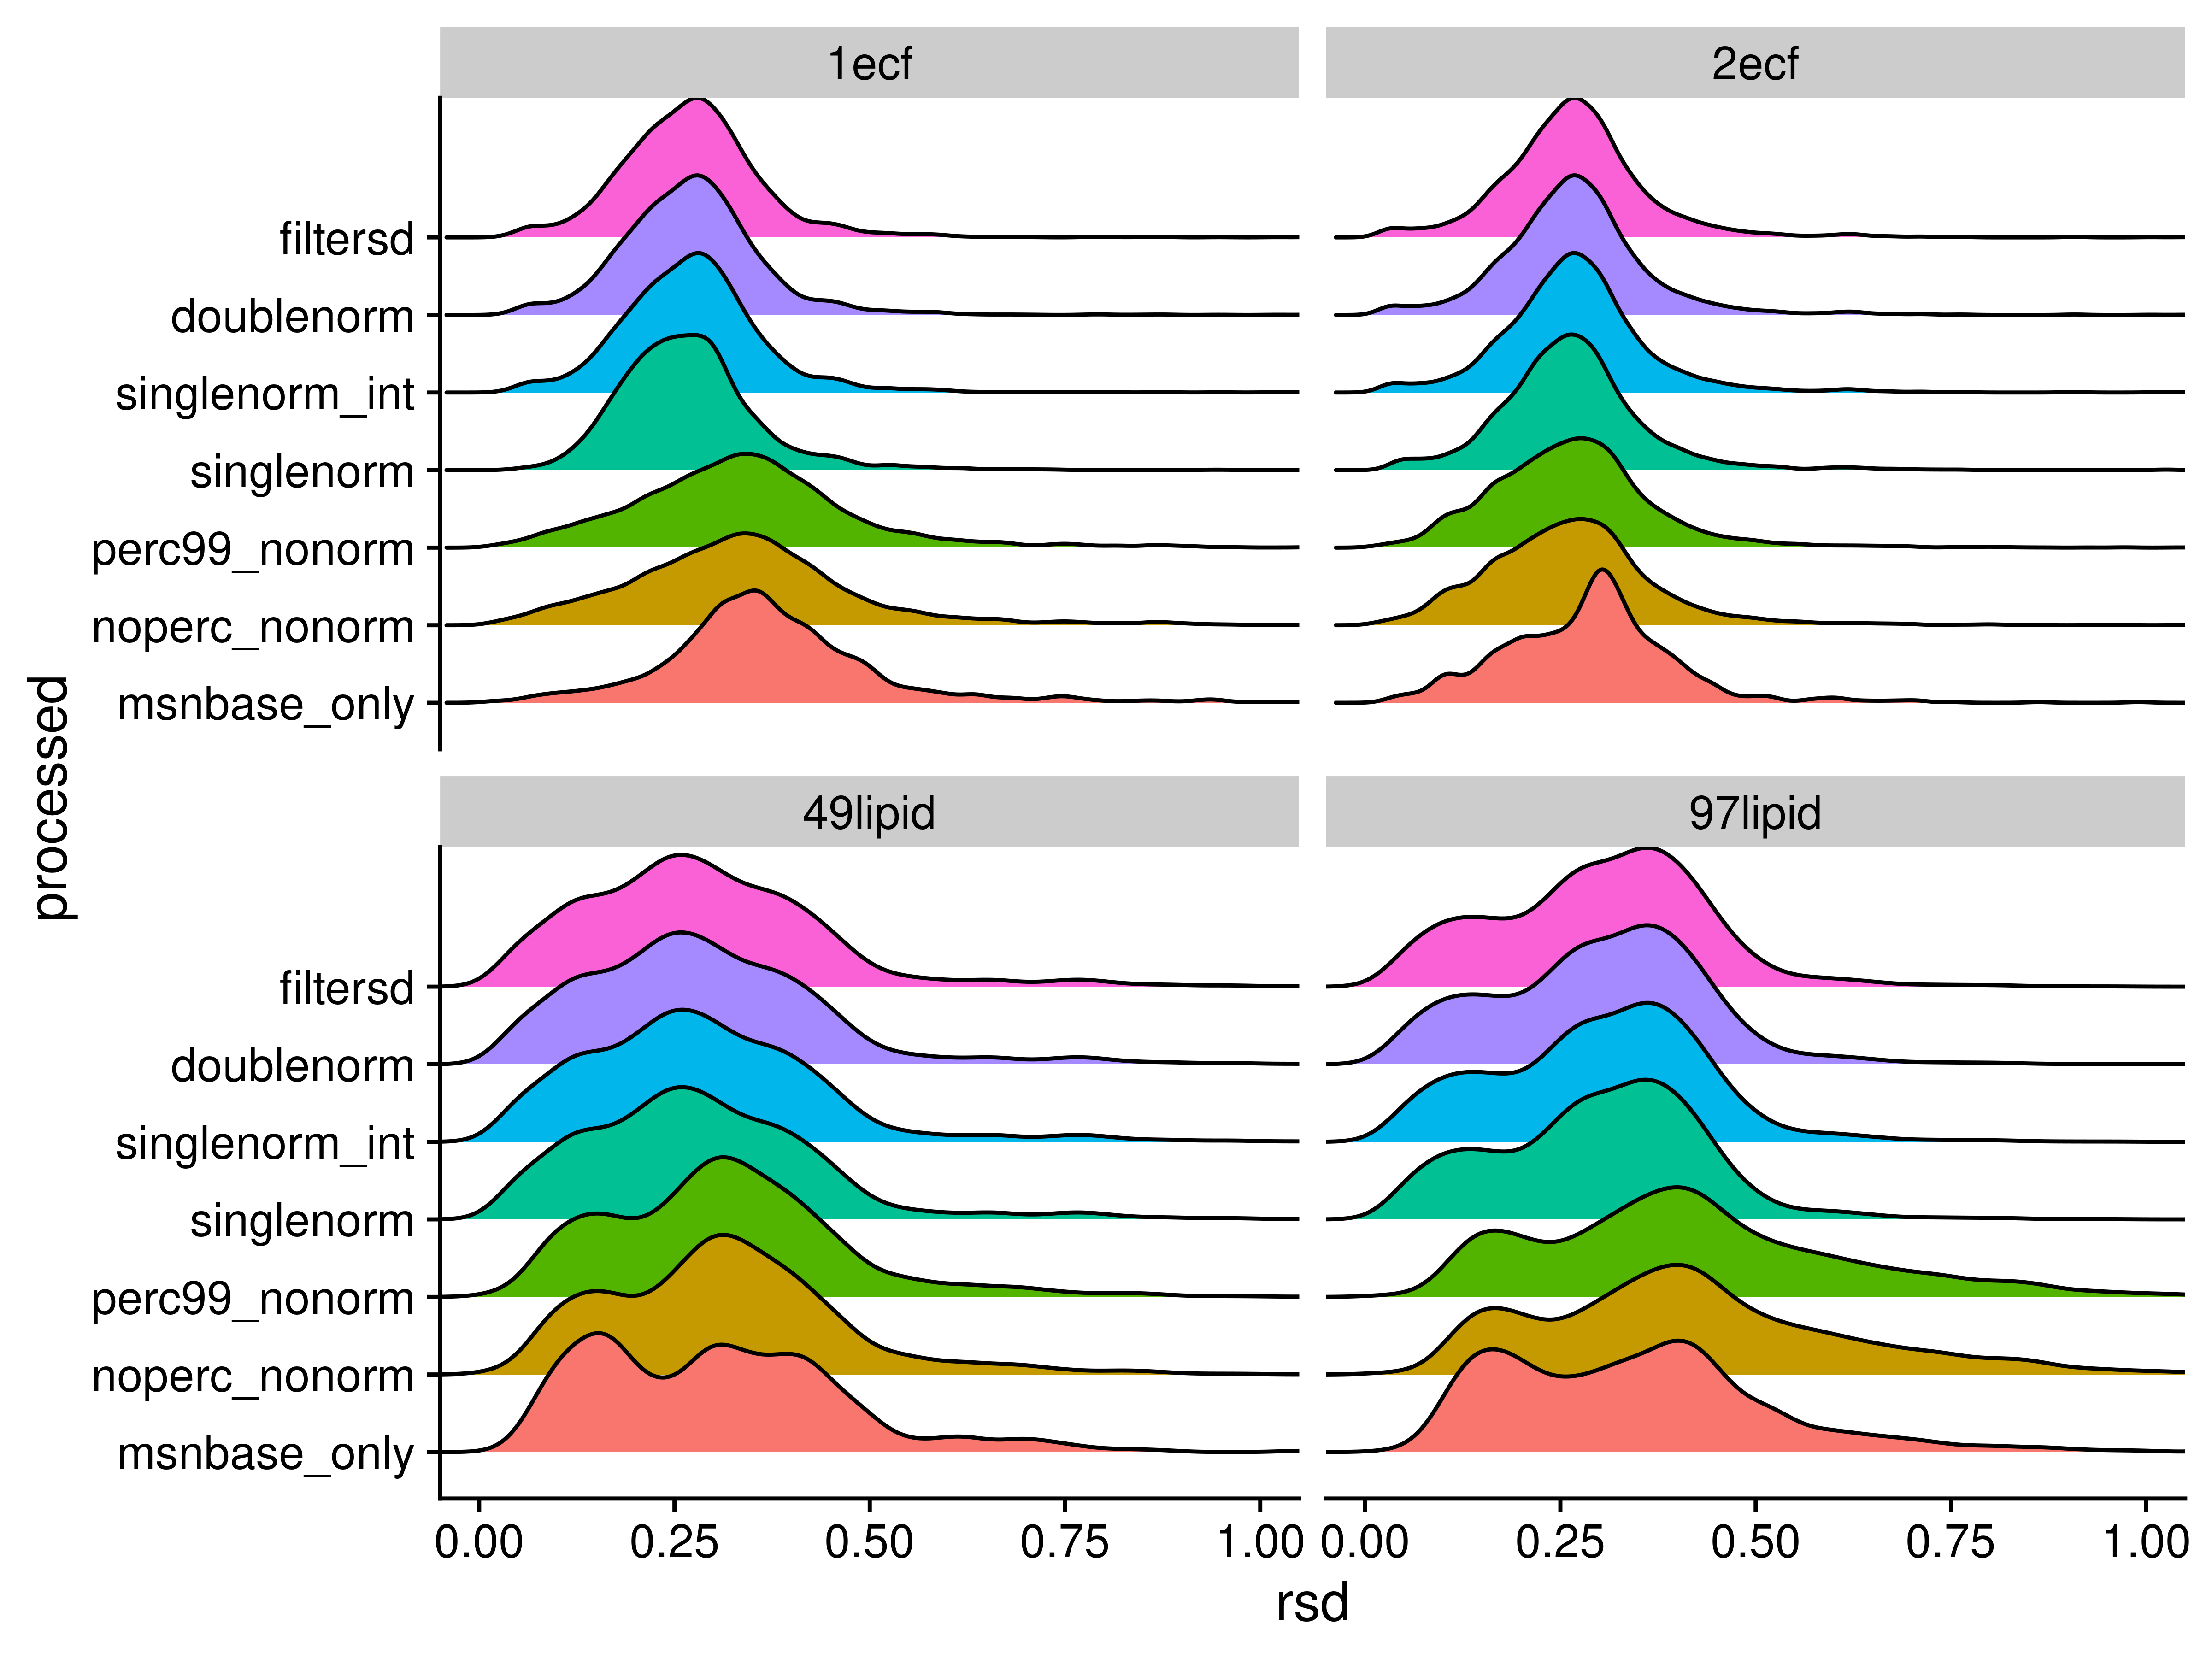 1ecf
2ecf
filtersd
doublenorm
singlenorm_int
singlenorm
perc99_nonorm
noperc_nonorm
msnbase_only
processed
49lipid
97lipid
filtersd
doublenorm
singlenorm_int
singlenorm
perc99_nonorm
noperc_nonorm
msnbase_only
0.00 0.25 0.50 0.75 1.00 0.00 0.25 0.50 0.75 1.00
rsd